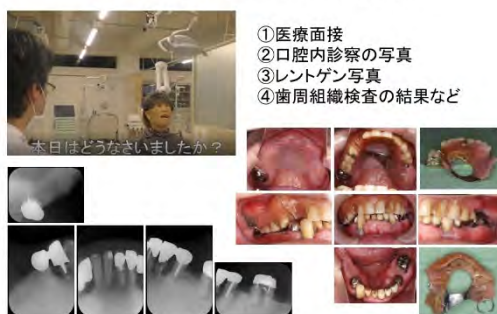 ①医療面接
②口腔内診察の写真
③レントゲン写真
④歯周組織検査の結果など
本日はどうなさいましたか？